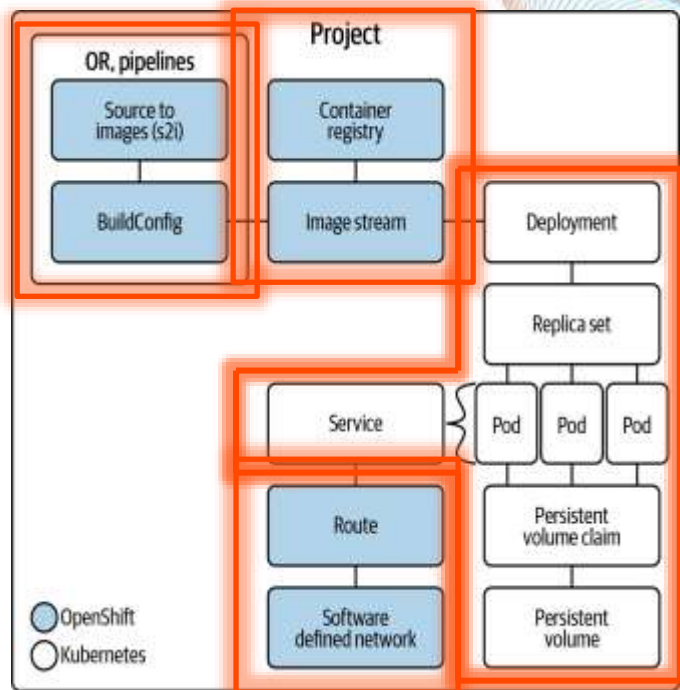 Project
OR, pipelines
Source to
images (s2i)
Container
registry
BuildConfig
Image stream
Deployment
Replica set
Service
Pod
Pod
Pod
Route
Persistent
volume claim
Software
defined network
Persistent
volume
OpenShift
Kubernetes